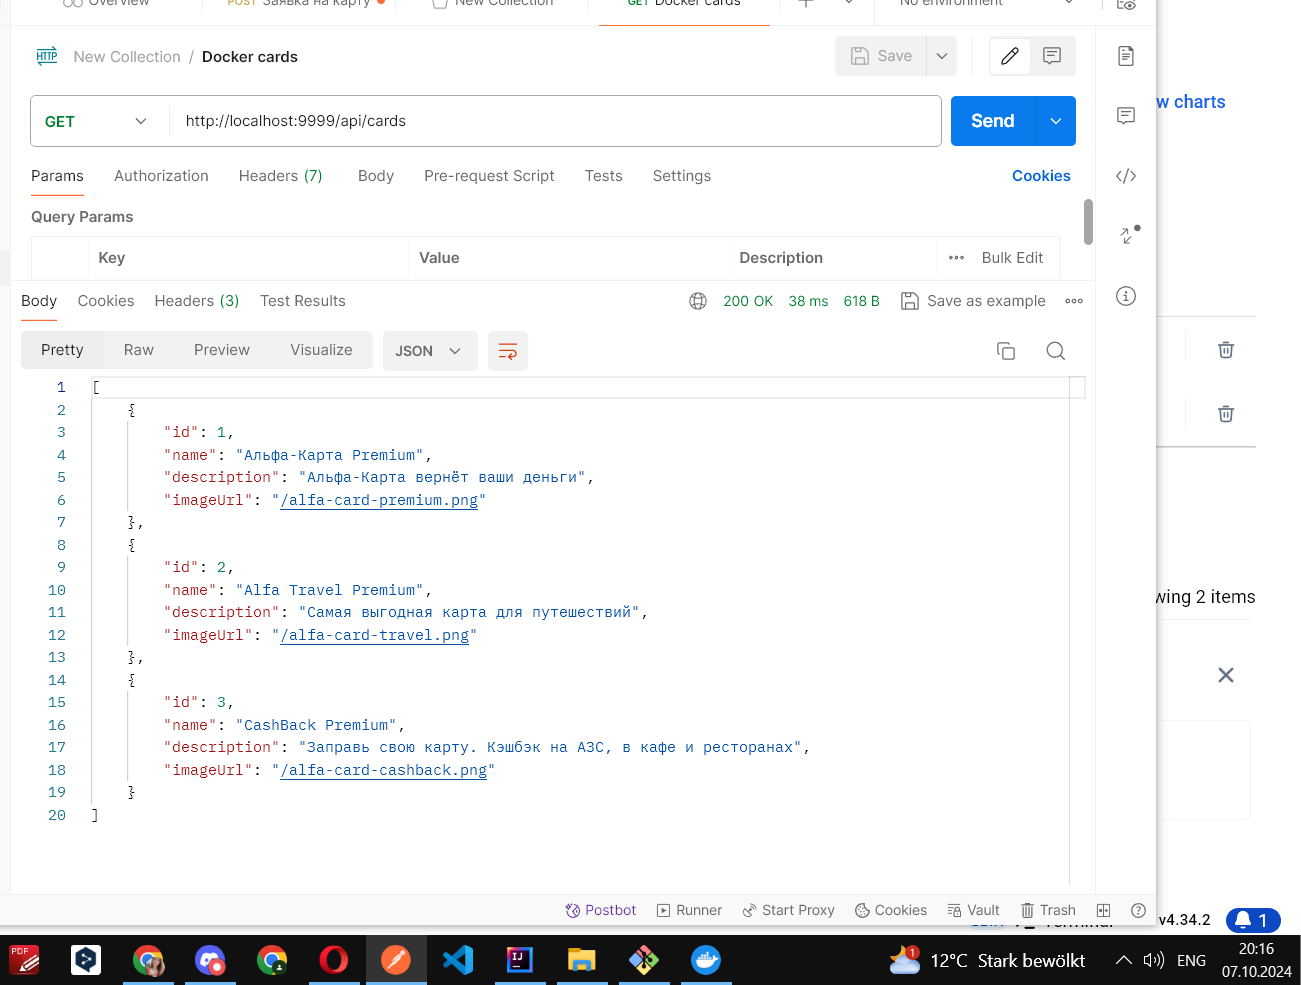 Overview
POST Заявка на карту
New Collection
GET Docker cards
No environment
HTTP New Collection / Docker cards
Save
GET
http://localhost:9999/api/cards
Send
w charts
Params Authorization Headers (7) Body Pre-request Script Tests Settings Cookies
Query Params
Key Value Description ••• Bulk Edit
Body Cookies Headers (3) Test Results 200 OK 38 ms 618 B Save as example •••
Pretty Raw Preview Visualize JSON
1 [
2 {
3 "id": 1,
4 "name": "Альфа-Карта Premium",
5 "description": "Альфа-Карта вернёт ваши деньги",
6 "imageUrl": "/alfa-card-premium.png"
7 },
8 {
9 "id": 2,
10 "name": "Alfa Travel Premium",
11 "description": "Самая выгодная карта для путешествий",
12 "imageUrl": "/alfa-card-travel.png"
13 },
14 {
15 "id": 3,
16 "name": "CashBack Premium",
17 "description": "Заправь свою карту. Кэшбэк на АЗС, в кафе и ресторанах",
18 "imageUrl": "/alfa-card-cashback.png"
19 }
20 ]
wing 2 items
Postbot Runner Start Proxy Cookies Vault Trash
Terminal
v4.34.2
1
PDF
IJ
1
12°C Stark bewölkt
ENG
20:16
07.10.2024